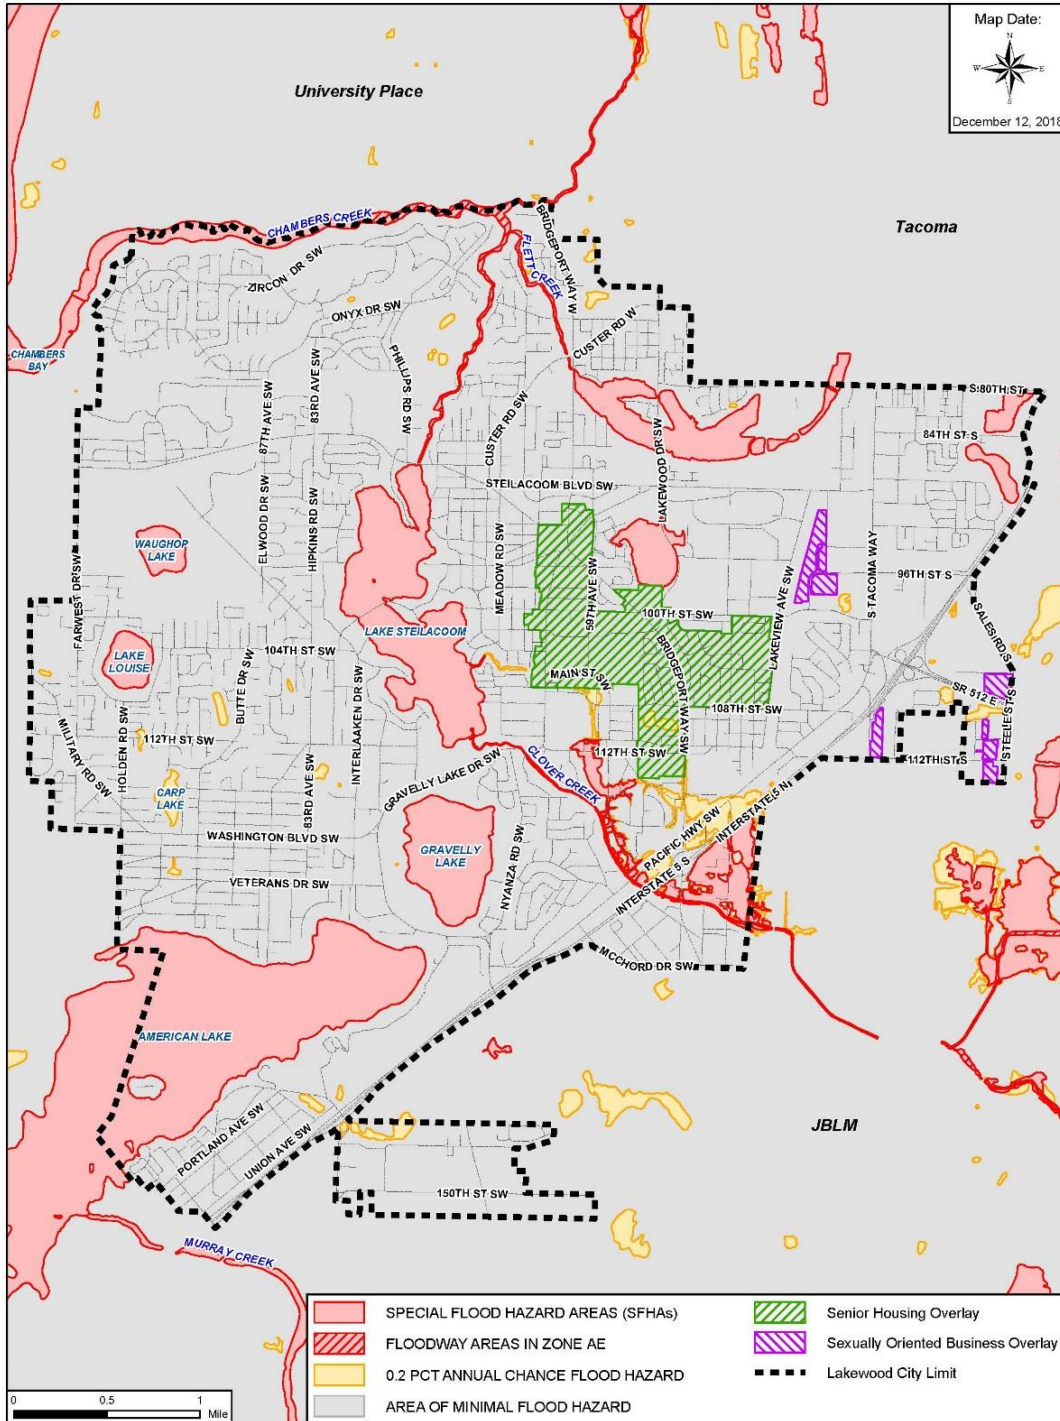 Map Date:
N
W
E
S
December 12, 2018
University Place
Tacoma
CHAMBERS CREEK
BRIDGEPORT WAY W
FLETT CREEK
ZIRCON DR SW
ONYX DR SW
CUSTER RD W
CHAMBERS
BAY
PHILLIPS RD SW
83RD AVE SW
87TH AVE SW
S 80TH ST
CUSTER RD SW
LAKEWOOD DR SW
84TH ST S
STEILACOOM BLVD SW
ELWOOD DR SW
HIPKINS RD SW
WAUGHOP
LAKE
MEADOW RD SW
59TH AVE SW
LAKEVIEW AVE SW
S TACOMA WAY
96TH ST S
FARWEST DR SW
100TH ST SW
SALES RD S
LAKE STEILACOOM
BRIDGEPORT WAY SW
LAKE
LOUISE
104TH ST SW
MAIN ST SW
SR 512 E
BUTTE DR SW
INTERLAAKEN DR SW
108TH ST SW
STEELE ST S
MILITARY RD SW
HOLDEN RD SW
112TH ST SW
112TH ST SW
112TH ST S
CLOVER CREEK
GRAVELLY LAKE DR SW
CARP
LAKE
83RD AVE SW
INTERSTATE 5 N
PACIFIC HWY SW
WASHINGTON BLVD SW
GRAVELLY
LAKE
NYANZA RD SW
INTERSTATE 5 S
VETERANS DR SW
MCCHORD DR SW
AMERICAN LAKE
PORTLAND AVE SW
UNION AVE SW
JBLM
150TH ST SW
MURRAY CREEK
SPECIAL FLOOD HAZARD AREAS (SFHAs)
FLOODWAY AREAS IN ZONE AE
0.2 PCT ANNUAL CHANCE FLOOD HAZARD
AREA OF MINIMAL FLOOD HAZARD
Senior Housing Overlay
Sexually Oriented Business Overlay
Lakewood City Limit
0 0.5 1
Mile